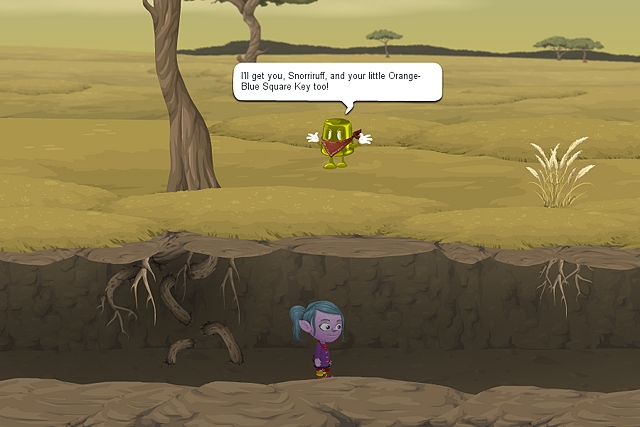 I'll get you, Snorriruff, and your little Orange-
Blue Square Key too!